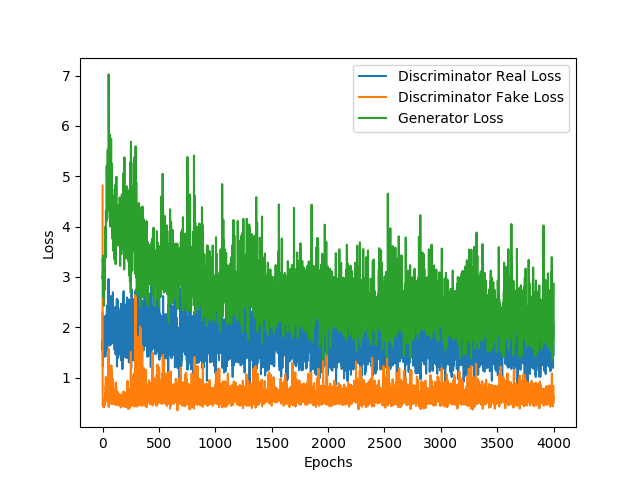 Discriminator Real Loss
Discriminator Fake Loss
Generator Loss
7
6
5
4
3
2
1
Loss
0 500 1000 1500 2000 2500 3000 3500 4000
Epochs